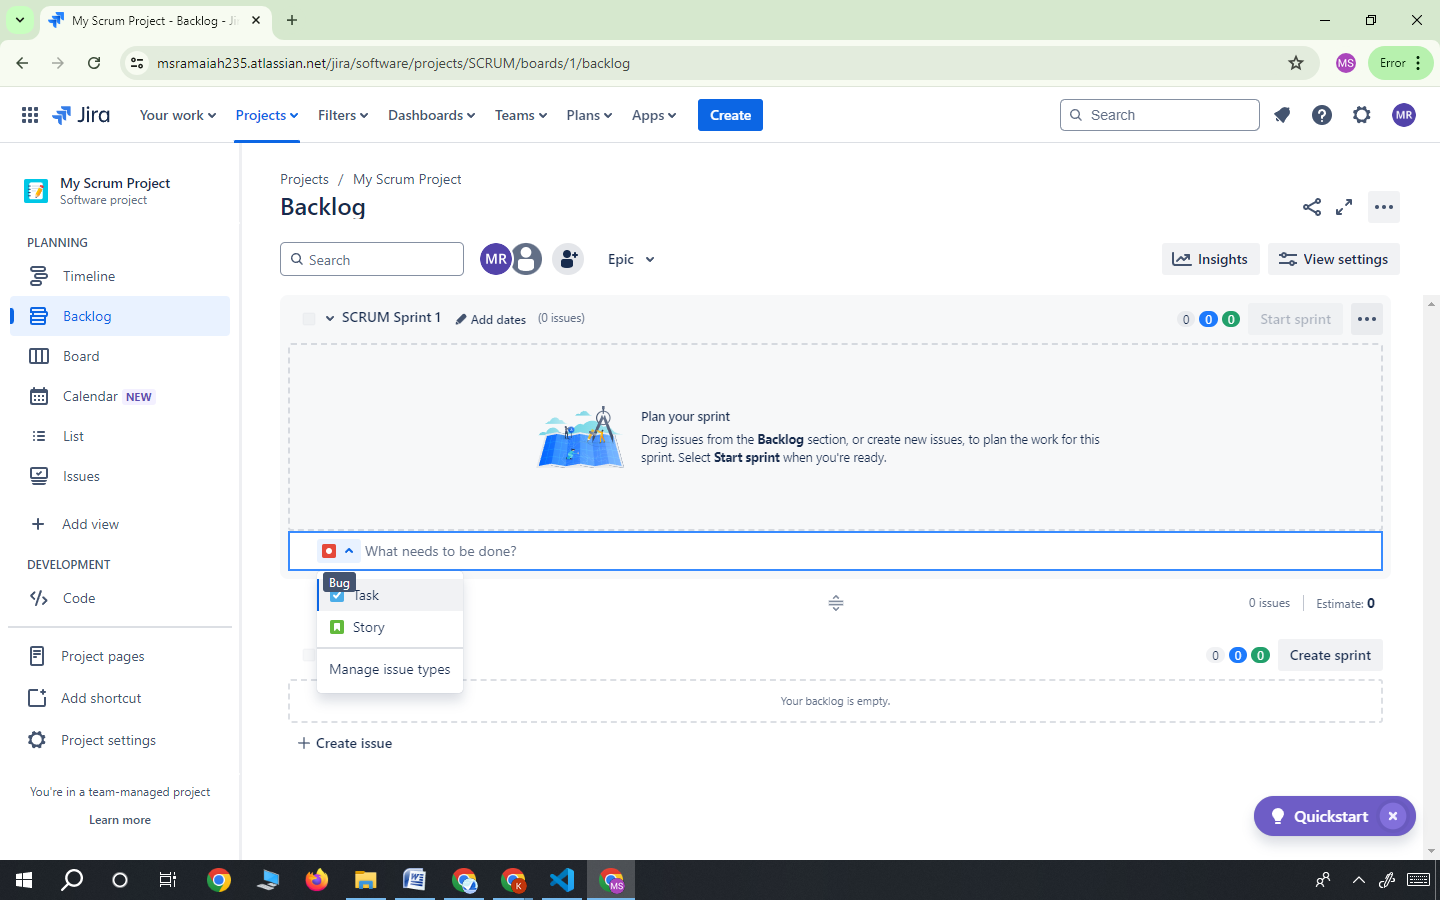 My Scrum Project - Backlog - Ji
msramaiah235.atlassian.net/jira/software/projects/SCRUM/boards/1/backlog
MS
Error
Jira
Your work
Projects
Filters
Dashboards
Teams
Plans
Apps
Create
Search
MR
My Scrum Project
Software project
PLANNING
Timeline
Backlog
Board
Calendar NEW
List
Issues
Add view
DEVELOPMENT
Code
Project pages
Add shortcut
Project settings
You're in a team-managed project
Learn more
Projects / My Scrum Project
Backlog
Search
MR
Epic
Insights
View settings
SCRUM Sprint 1
Add dates
(0 issues)
0 0 0
Start sprint
Plan your sprint
Drag issues from the Backlog section, or create new issues, to plan the work for this
sprint. Select Start sprint when you're ready.
What needs to be done?
Bug
Task
Story
Manage issue types
0 issues
Estimate: 0
0 0 0
Create sprint
Your backlog is empty.
+ Create issue
Quickstart
K
MS